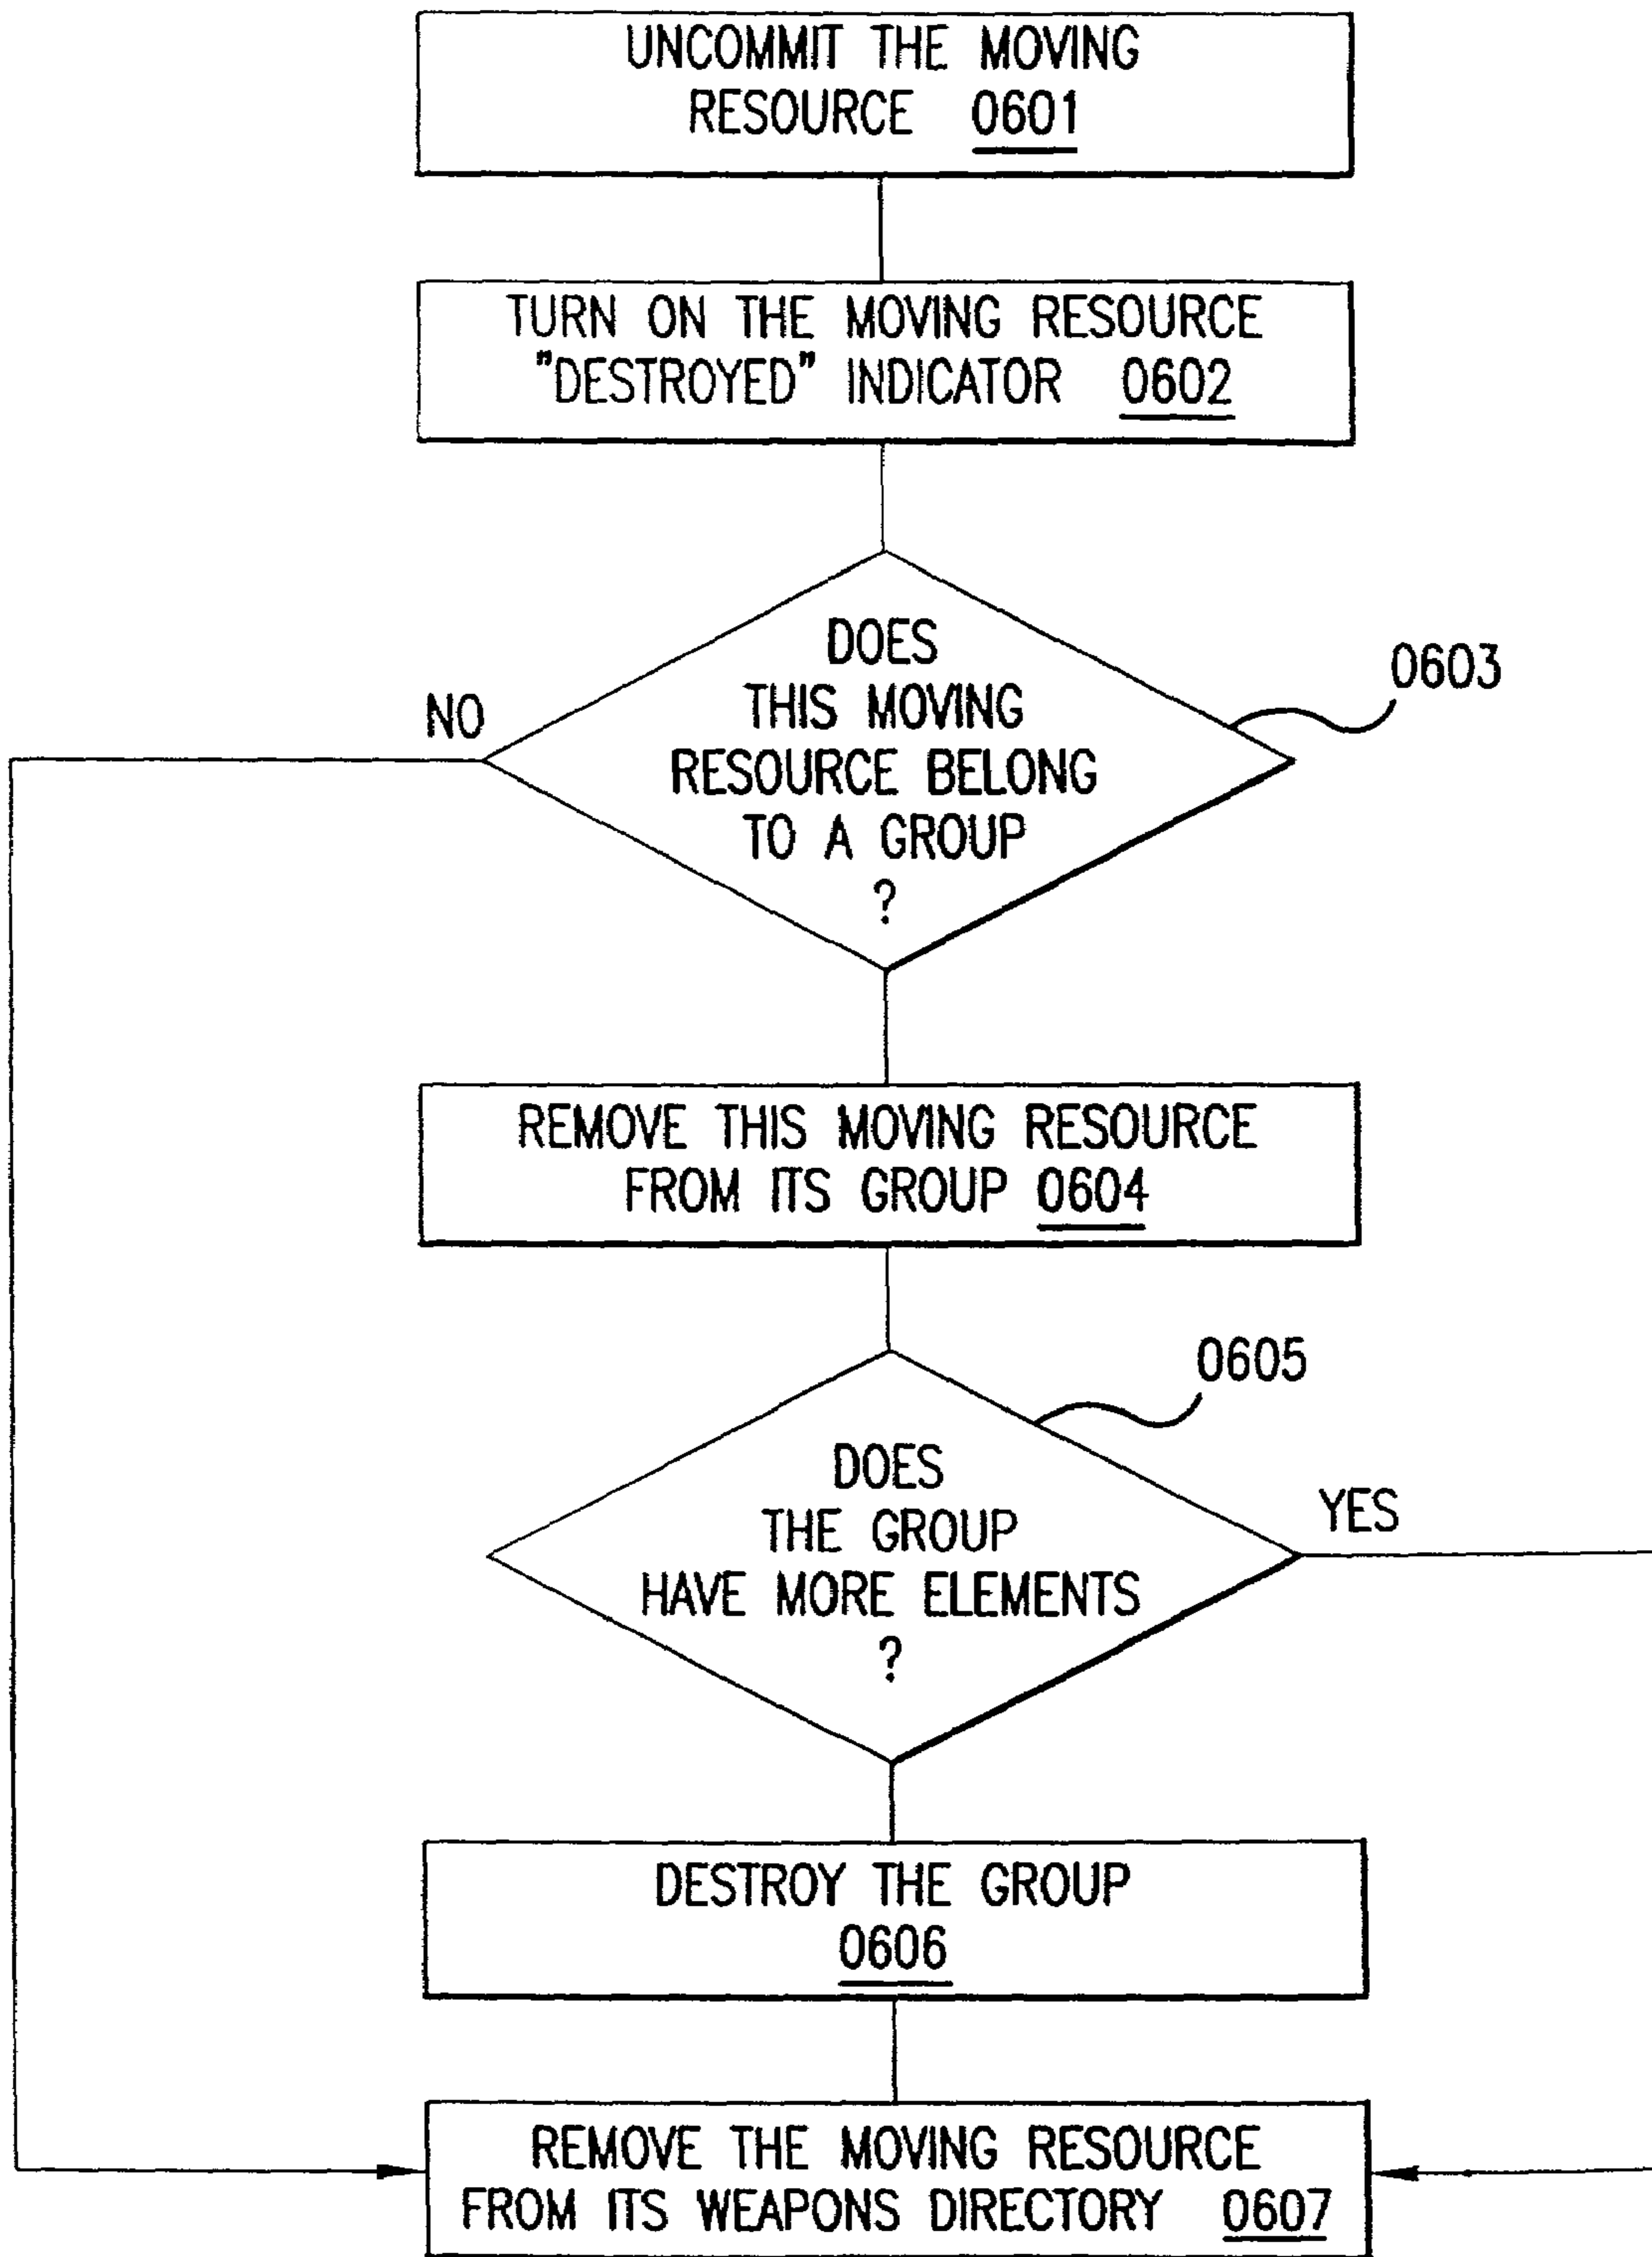 UNCOMMIT THE MOVING
RESOURCE 0601
TURN ON THE MOVING RESOURCE
"DESTROYED" INDICATOR 0602
DOES
THIS MOVING
RESOURCE BELONG
TO A GROUP
?
0603
NO
REMOVE THIS MOVING RESOURCE
FROM ITS GROUP 0604
DOES
THE GROUP
HAVE MORE ELEMENTS
?
0605
YES
DESTROY THE GROUP
0606
REMOVE THE MOVING RESOURCE
FROM ITS WEAPONS DIRECTORY 0607